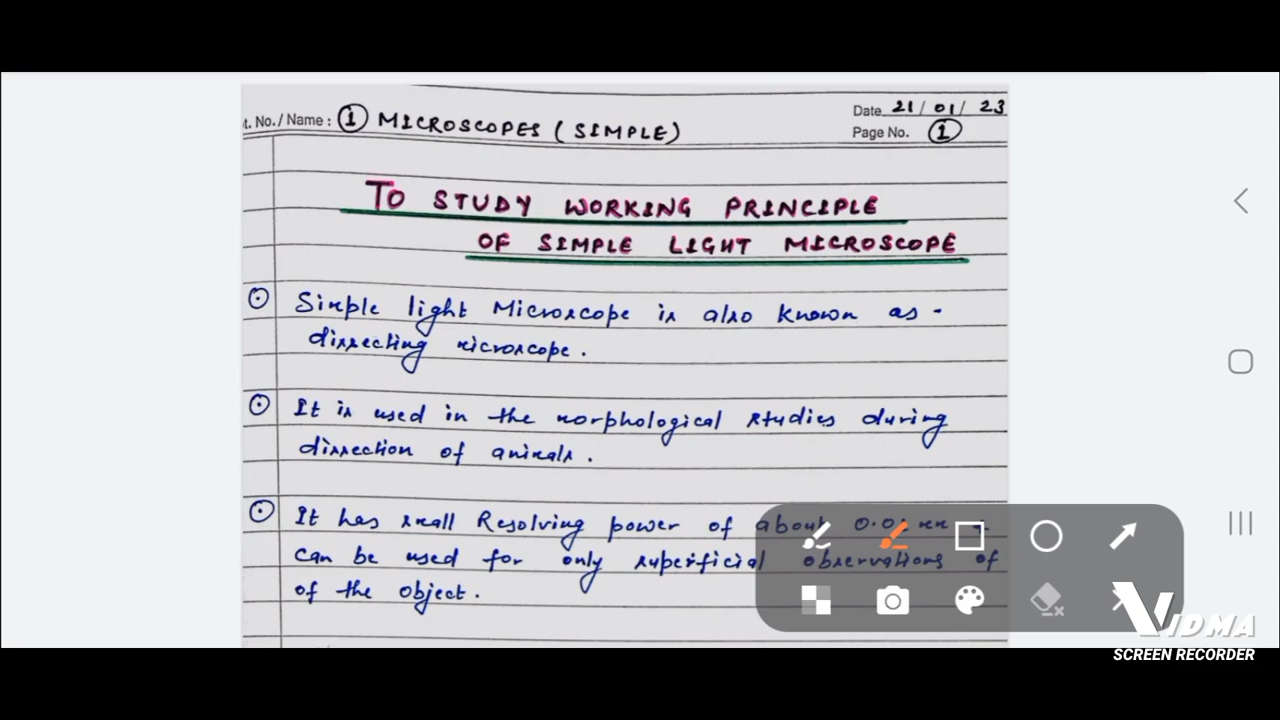 t. No./ Name : ① MICROSCOPES ( SIMPLE )
Date 21 / 01 / 23
Page No. ①
TO STUDY WORKING PRINCIPLE
OF SIMPLE LIGHT MICROSCOPE
Simple light Microscope is also known as -
dissecting microscope .
It is used in the morphological studies during
dissection of animals .
It has small Resolving power of about
can be used for only superificial observations of
of the object .
VIDMA
SCREEN RECORDER